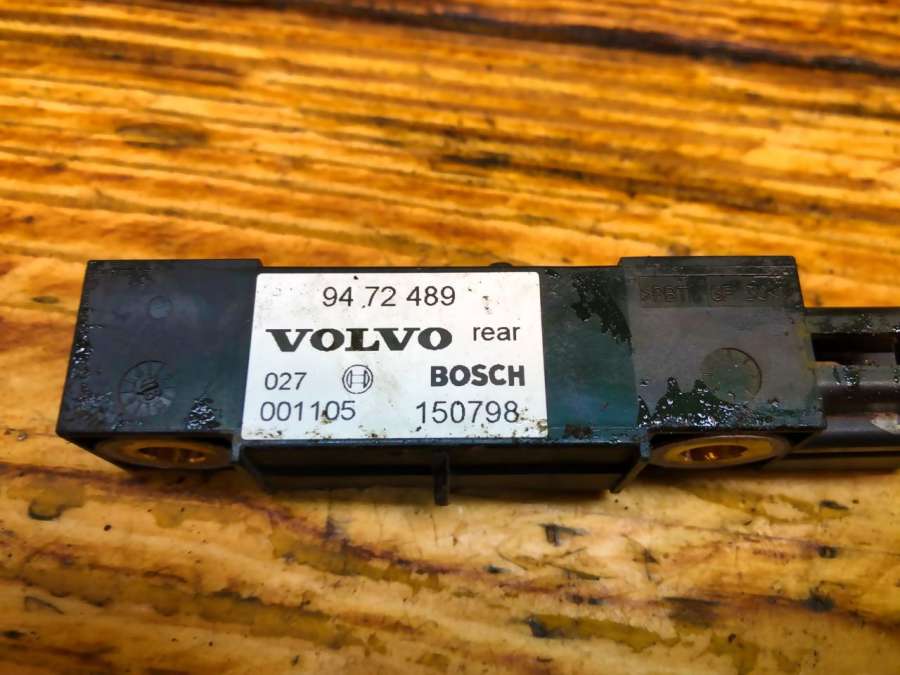 94 72 489
VOLVO rear
027 BOSCH
001105 150798